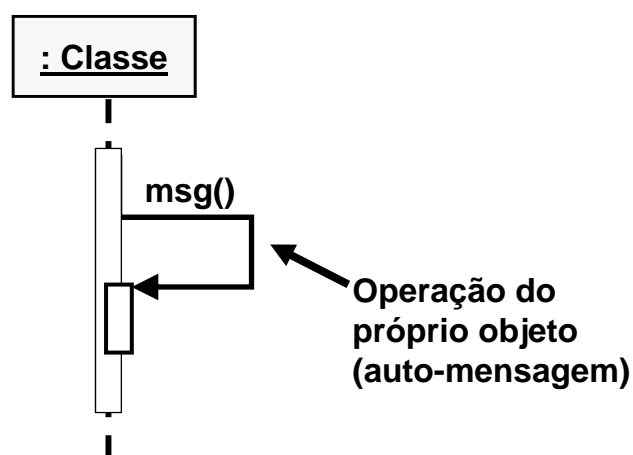 : Classe
msg()
Operação do
próprio objeto
(auto-mensagem)